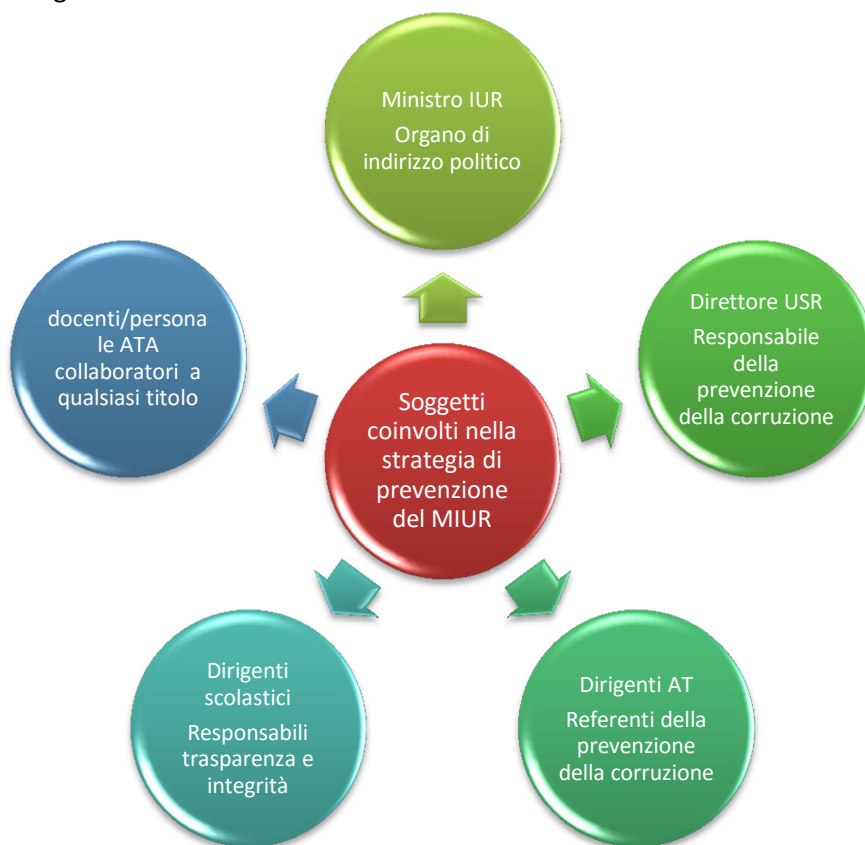 Ministro IUR
Organo di
indirizzo politico
Direttore USR
Responsabile
della
prevenzione
della corruzione
docenti/persona
le ATA
collaboratori a
qualsiasi titolo
Soggetti
coinvolti nella
strategia di
prevenzione
del MIUR
Dirigenti
scolastici
Responsabili
trasparenza e
integrità
Dirigenti AT
Referenti della
prevenzione
della corruzione